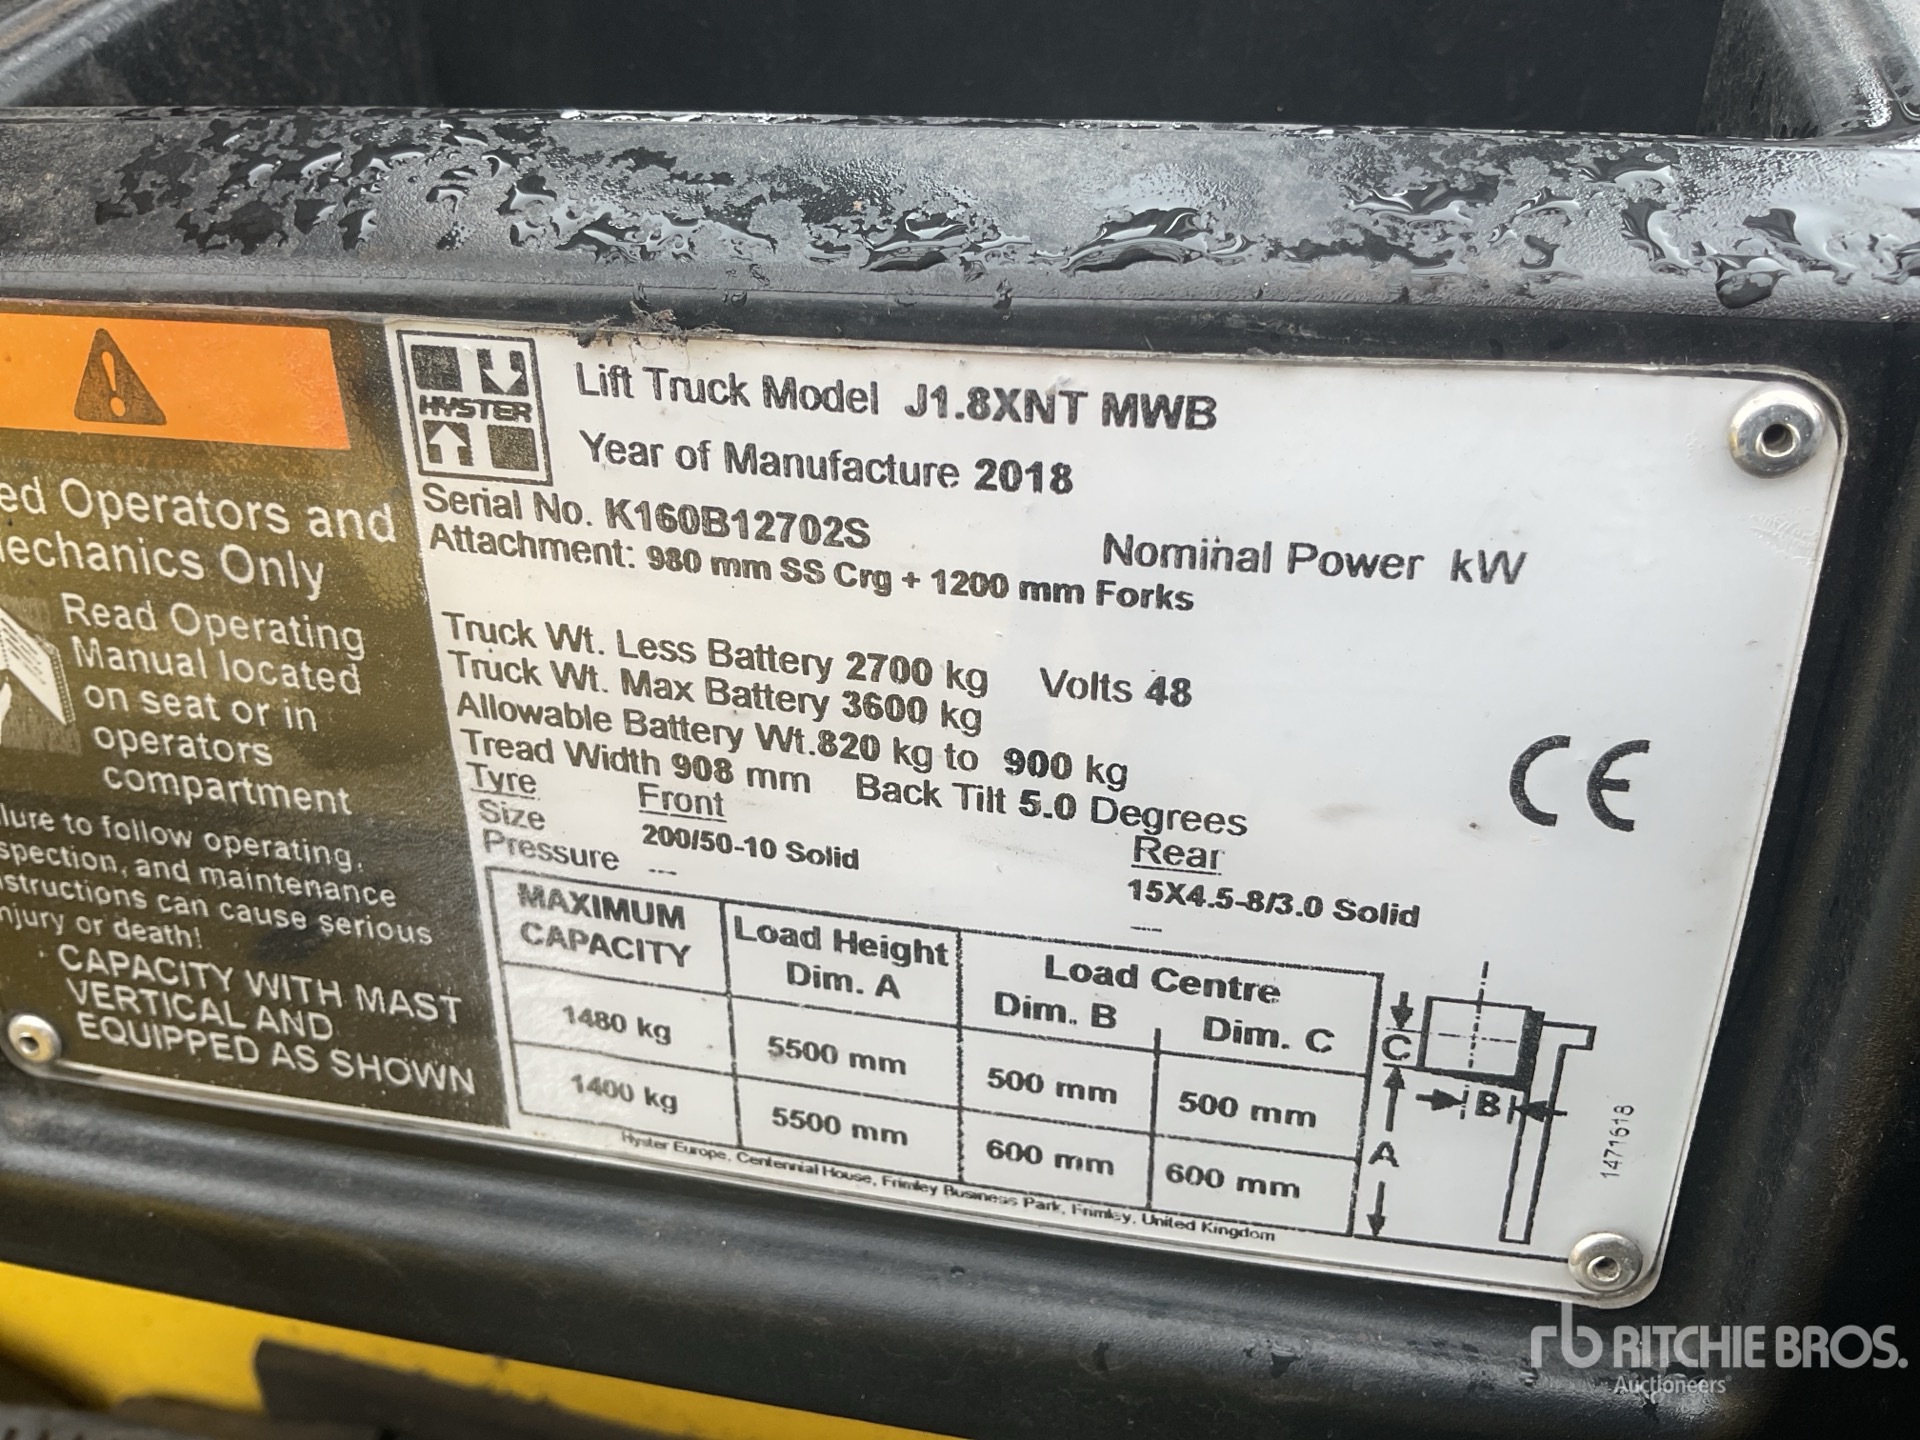 HYSTER
Lift Truck Model J1.8XNT MWB
Year of Manufacture 2018
Serial No. K160B12702S
Nominal Power kW
Attachment: 980 mm SS Crg + 1200 mm Forks
Truck Wt. Less Battery 2700 kg Volts 48
Truck Wt. Max Battery 3600 kg
Allowable Battery Wt.820 kg to 900 kg
Tread Width 908 mm Back Tilt 5.0 Degrees
Tyre Front Rear
Size 200/50-10 Solid 15X4.5-8/3.0 Solid
Pressure --- ---
MAXIMUM
CAPACITY
Load Height
Dim. A
Load Centre
Dim. B Dim. C
1480 kg 5500 mm 500 mm 500 mm
1400 kg 5500 mm 600 mm 600 mm
C
B
A
1471618
CE
Hyster Europe, Centennial House, Frimley Business Park, Frimley, United Kingdom
ed Operators and
echanics Only
Read Operating
Manual located
on seat or in
operators
compartment
lure to follow operating,
spection, and maintenance
structions can cause serious
njury or death!
CAPACITY WITH MAST
VERTICAL AND
EQUIPPED AS SHOWN
rb RITCHIE BROS.
Auctioneers